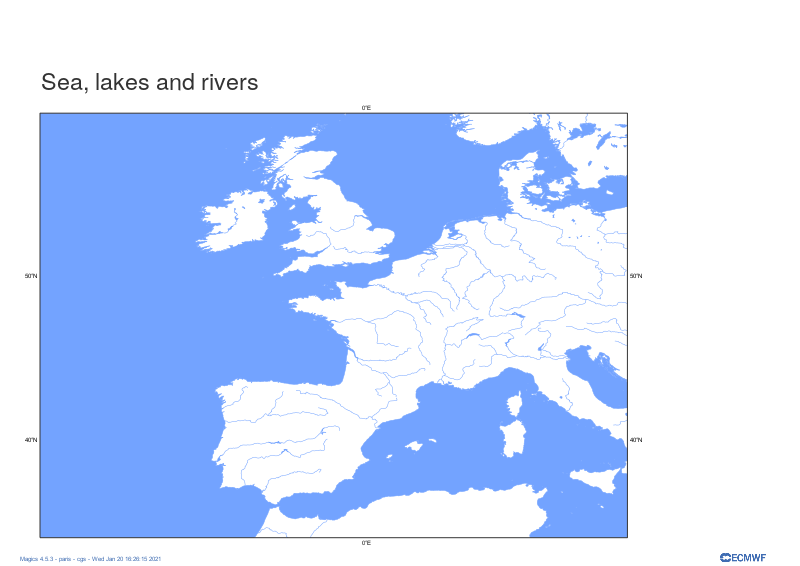 Sea, lakes and rivers
0°E
50°N
50°N
40°N
40°N
0°E
Magics 4.5.3 - paris - cgs - Wed Jan 20 16:26:15 2021
ECMWF